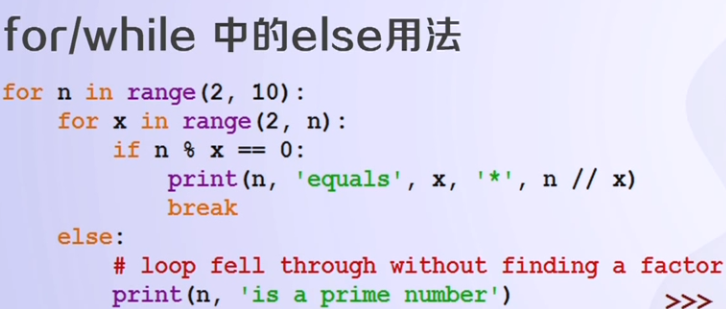 for/while 中的else用法
for n in range(2, 10):
    for x in range(2, n):
        if n % x == 0:
            print(n, 'equals', x, '*', n // x)
            break
    else:
        # loop fell through without finding a factor
        print(n, 'is a prime number')
>>>